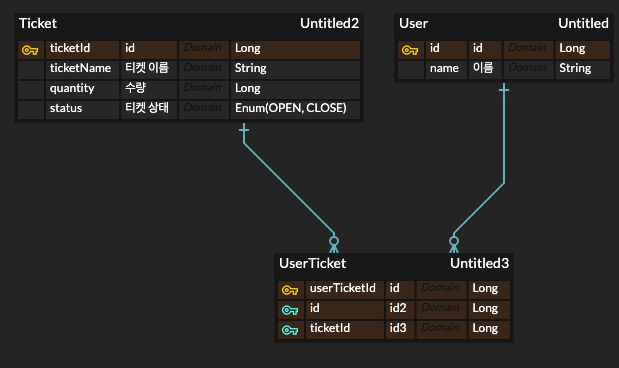 Ticket Untitled2
ticketId id Domain Long
ticketName 티켓 이름 Domain String
quantity 수량 Domain Long
status 티켓 상태 Domain Enum(OPEN, CLOSE)
User Untitled
id id Domain Long
name 이름 Domain String
UserTicket Untitled3
userTicketId id Domain Long
id id2 Domain Long
ticketId id3 Domain Long